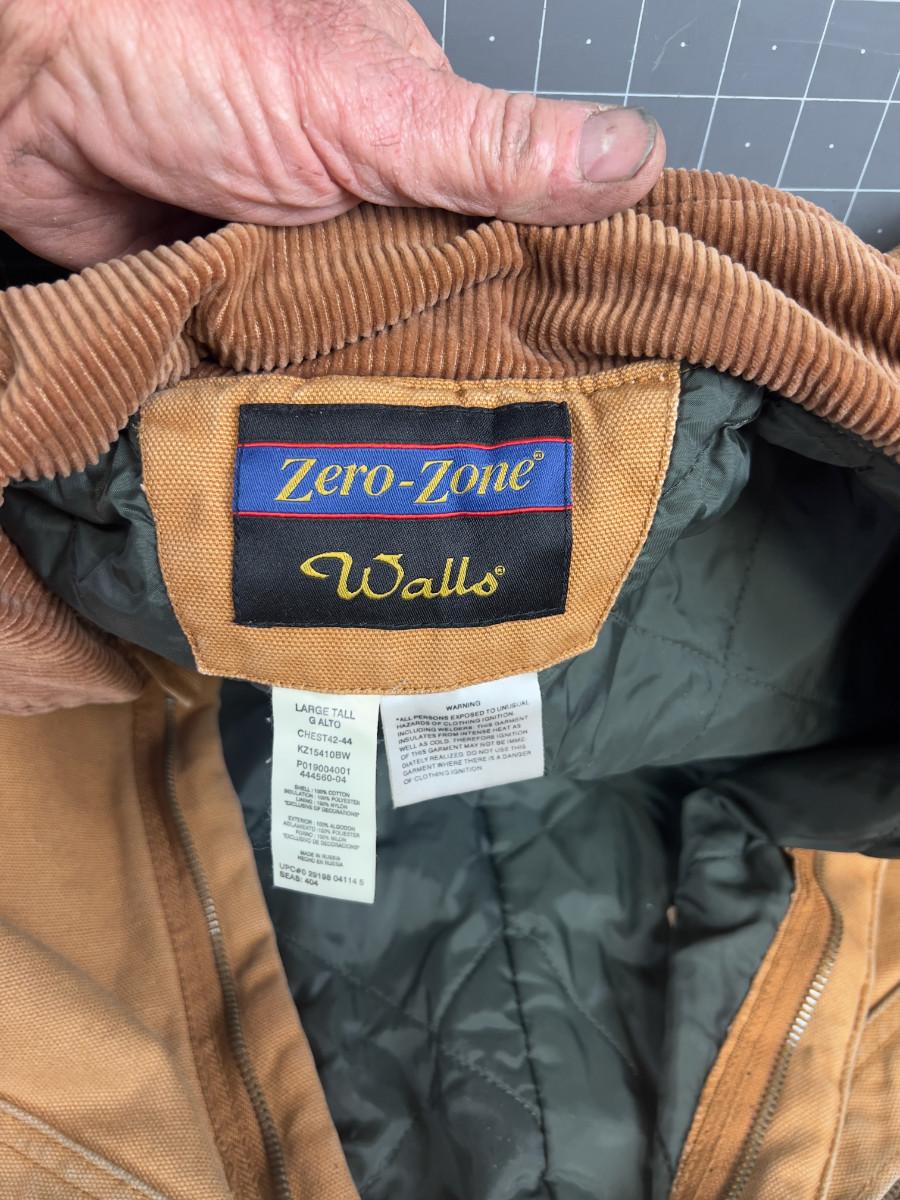 Zero-Zone®
Walls®
LARGE TALL
G ALTO
CHEST42-44
KZ15410BW
P019004001
444560-04
SHELL : 100% COTTON
INSULATION : 100% POLYESTER
LINING : 100% NYLON
*EXCLUSIVE OF DECORATIONS*
EXTERIOR : 100% ALGODON
AISLAMIENTO :100% POLIESTER
FORRO : 100% NILON
*EXCLUSIVO DE DECORACIONES*
MADE IN RUSSIA
HECHO EN RUSSIA
UPC#0 29198 04114 5
SEAS: 404
WARNING
*ALL PERSONS EXPOSED TO UNUSUAL
HAZARDS OF CLOTHING IGNITION
INCLUDING WELDERS: THIS GARMENT
INSULATES FROM INTENSE HEAT AS
WELL AS COLD. THEREFORE IGNITION
OF THIS GARMENT MAY NOT BE IMME
DIATELY REALIZED. DO NOT USE THIS
GARMENT WHERE THERE IS A DANGER
OF CLOTHING IGNITION.